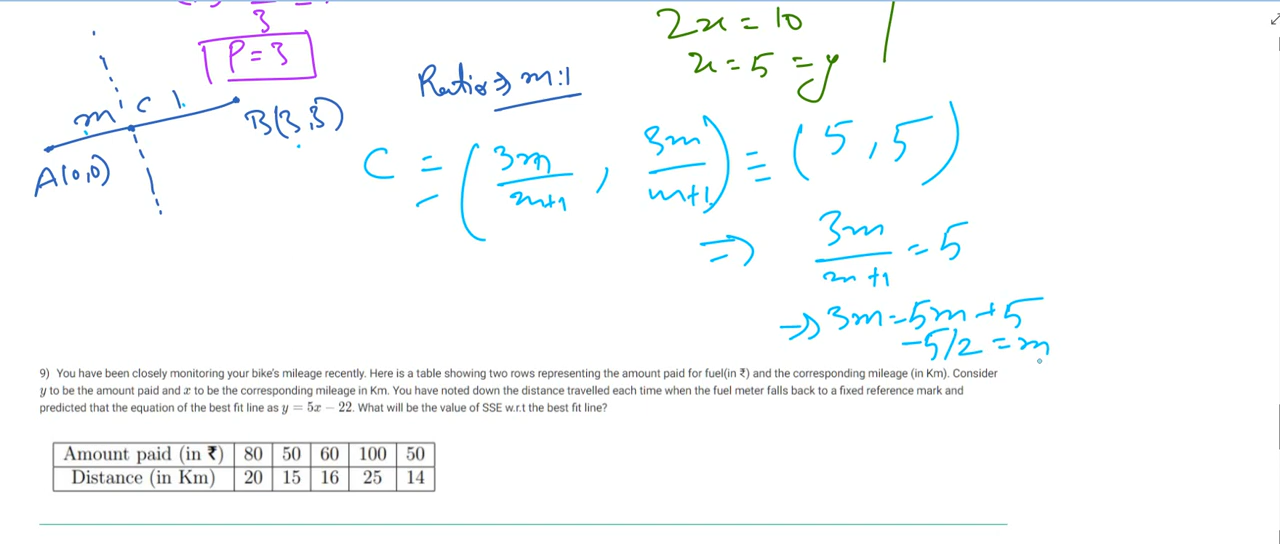 3
P=3
2x = 10
x = 5 = y
Ratio ⇒ m:1
m : C 1
B(3,3)
A(0,0)
C ≡ (3m/m+1 , 3m/m+1) ≡ (5,5)
⇒ 3m/m+1 = 5
⇒ 3m = 5m + 5
-5/2 = m
9) You have been closely monitoring your bike's mileage recently. Here is a table showing two rows representing the amount paid for fuel(in ₹) and the corresponding mileage (in Km). Consider
y to be the amount paid and x to be the corresponding mileage in Km. You have noted down the distance travelled each time when the fuel meter falls back to a fixed reference mark and
predicted that the equation of the best fit line as y = 5x − 22. What will be the value of SSE w.r.t the best fit line?
Amount paid (in ₹) 80 50 60 100 50
Distance (in Km) 20 15 16 25 14